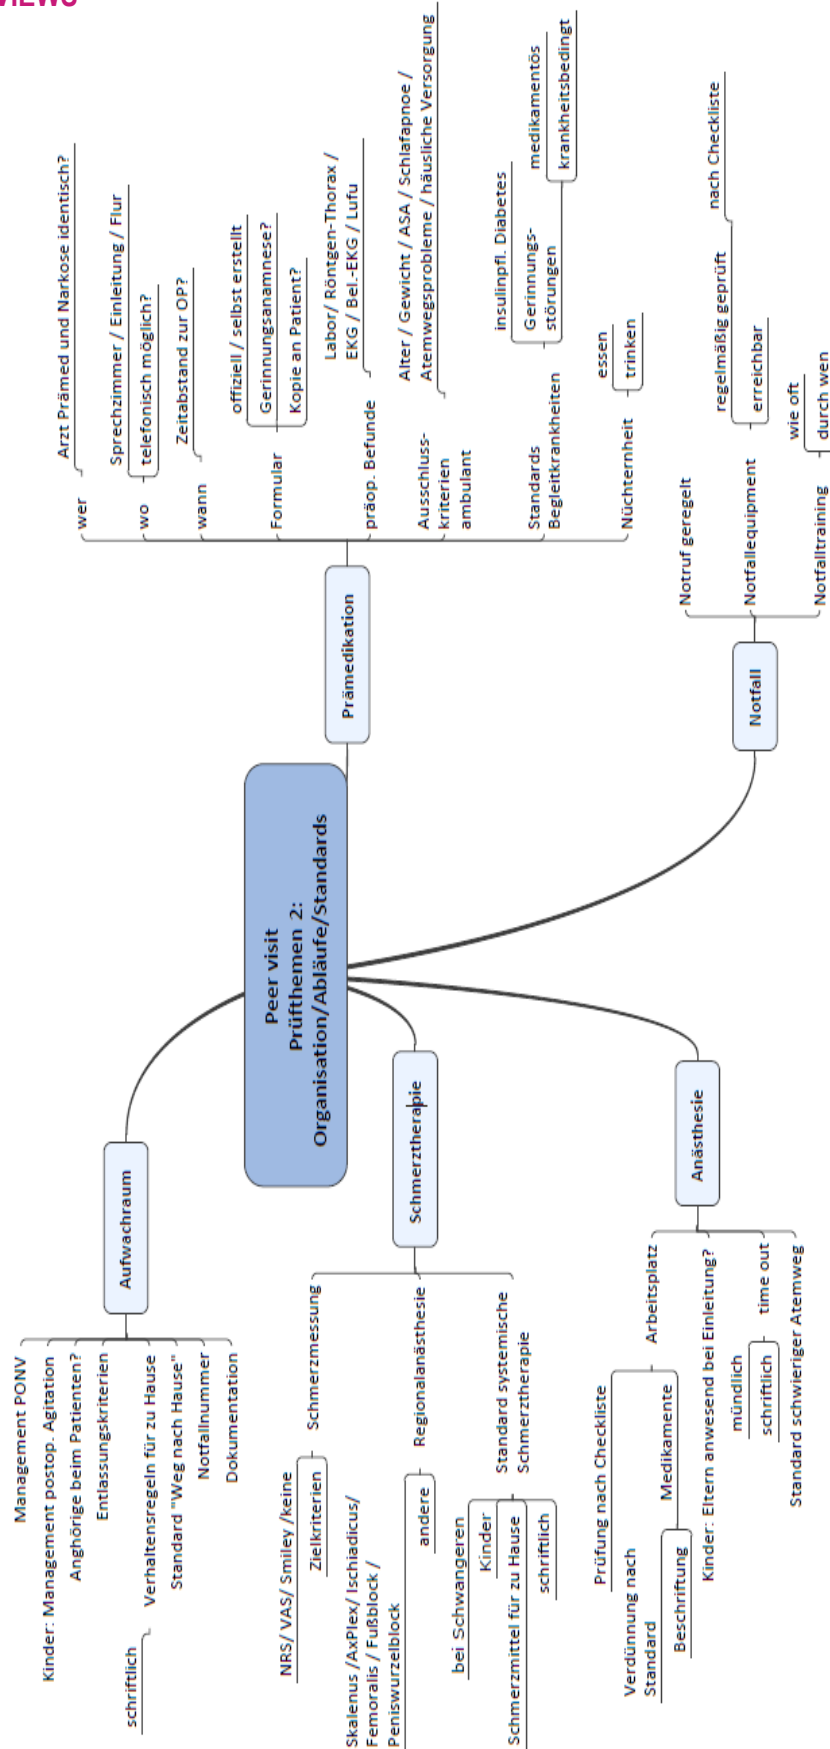 VIEWS
Peer visit
Prüfthemen 2:
Organisation/Abläufe/Standards
Aufwachraum
Management PONV
Kinder: Management postop. Agitation
Anghörige beim Patienten?
Entlassungskriterien
Verhaltensregeln für zu Hause
schriftlich
Standard "Weg nach Hause"
Notfallnummer
Dokumentation
Schmerztherapie
Schmerzmessung
NRS/ VAS/ Smiley /keine
Zielkriterien
Regionalanästhesie
Skalenus /AxPlex/ Ischiadicus/
Femoralis / Fußblock /
Peniswurzelblock
andere
Standard systemische
Schmerztherapie
bei Schwangeren
Kinder
Schmerzmittel für zu Hause
schriftlich
Anästhesie
Arbeitsplatz
Prüfung nach Checkliste
Medikamente
Verdünnung nach
Standard
Beschriftung
Kinder: Eltern anwesend bei Einleitung?
time out
mündlich
schriftlich
Standard schwieriger Atemweg
Prämedikation
wer
Arzt Prämed und Narkose identisch?
wo
Sprechzimmer / Einleitung / Flur
telefonisch möglich?
wann
Zeitabstand zur OP?
Formular
offiziell / selbst erstellt
Gerinnungsanamnese?
Kopie an Patient?
präop. Befunde
Labor/ Röntgen-Thorax /
EKG / Bel.-EKG / Lufu
Ausschluss-
kriterien
ambulant
Alter / Gewicht / ASA / Schlafapnoe /
Atemwegsprobleme / häusliche Versorgung
Standards
Begleitkrankheiten
insulinpfl. Diabetes
Gerinnungs-
störungen
medikamentös
krankheitsbedingt
Nüchternheit
essen
trinken
Notfall
Notruf geregelt
Notfallequipment
regelmäßig geprüft
nach Checkliste
erreichbar
Notfalltraining
wie oft
durch wen